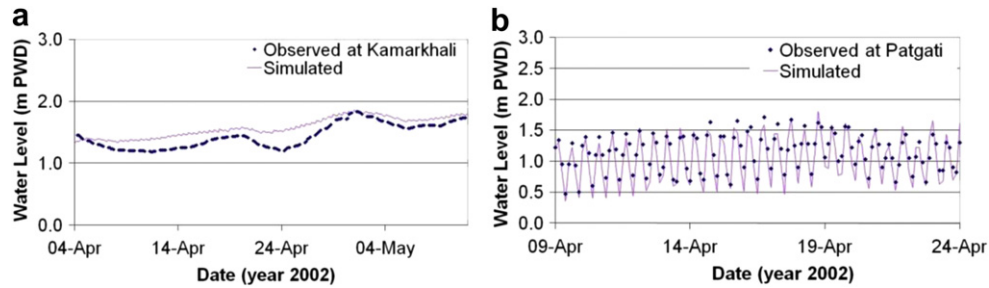 a
Water Level (m PWD)
3.0
2.0
1.0
0.0
Observed at Kamarkhali
Simulated
04-Apr 14-Apr 24-Apr 04-May
Date (year 2002)
b
Water Level (m PWD)
3.0
2.5
2.0
1.5
1.0
0.5
0.0
Observed at Patgati
Simulated
09-Apr 14-Apr 19-Apr 24-Apr
Date (year 2002)